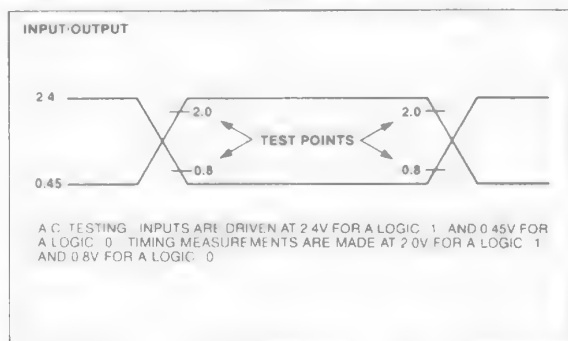 INPUT/OUTPUT
2.4
2.0
2.0
TEST POINTS
0.8
0.8
0.45
A.C. TESTING INPUTS ARE DRIVEN AT 2.4V FOR A LOGIC 1 AND 0.45V FOR
A LOGIC 0 TIMING MEASUREMENTS ARE MADE AT 2.0V FOR A LOGIC 1
AND 0.8V FOR A LOGIC 0